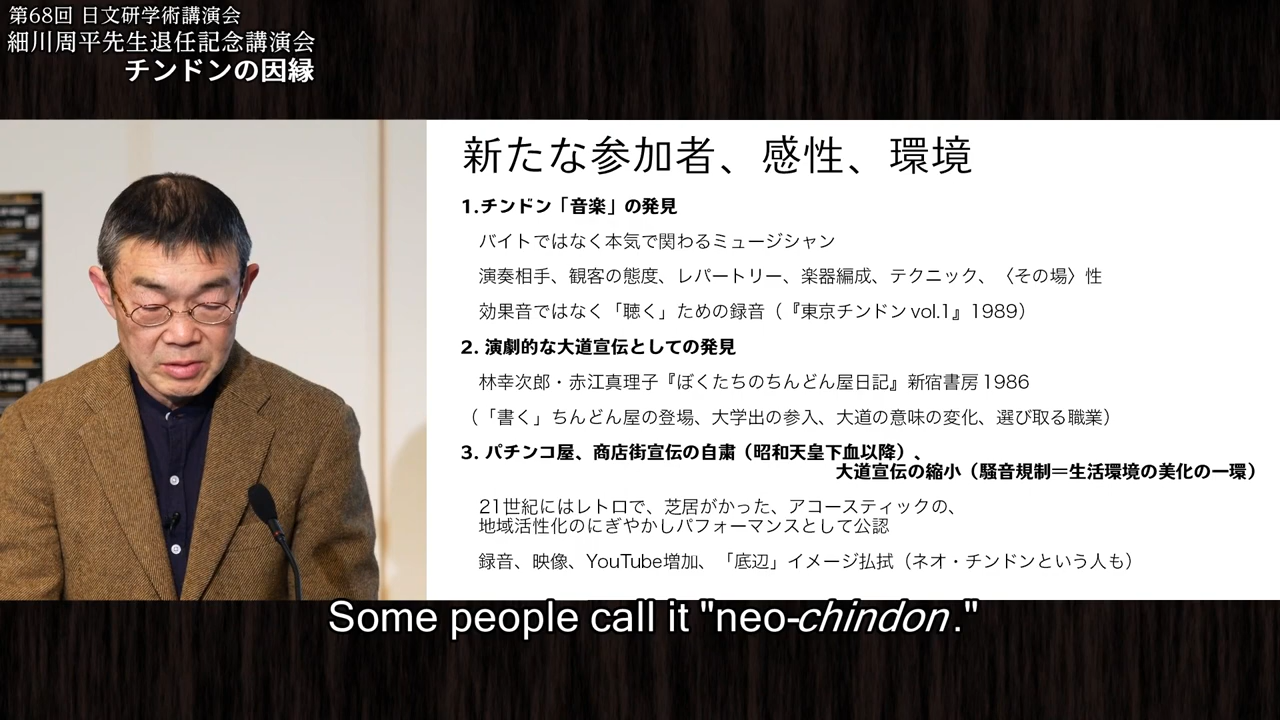 第68回 日文研学術講演会
細川周平先生退任記念講演会
チンドンの因縁
新たな参加者、感性、環境
1.チンドン「音楽」の発見
バイトではなく本気で関わるミュージシャン
演奏相手、観客の態度、レパートリー、楽器編成、テクニック、〈その場〉性
効果音ではなく「聴く」ための録音（『東京チンドン vol.1』1989）
2. 演劇的な大道宣伝としての発見
林幸次郎・赤江真理子『ぼくたちのちんどん屋日記』新宿書房 1986
（「書く」ちんどん屋の登場、大学出の参入、大道の意味の変化、選び取る職業）
3. パチンコ屋、商店街宣伝の自粛（昭和天皇下血以降）、
大道宣伝の縮小（騒音規制＝生活環境の美化の一環）
21世紀にはレトロで、芝居がかった、アコースティックの、
地域活性化のにぎやかしパフォーマンスとして公認
録音、映像、YouTube増加、「底辺」イメージ払拭（ネオ・チンドンという人も）
Some people call it "neo-chindon."